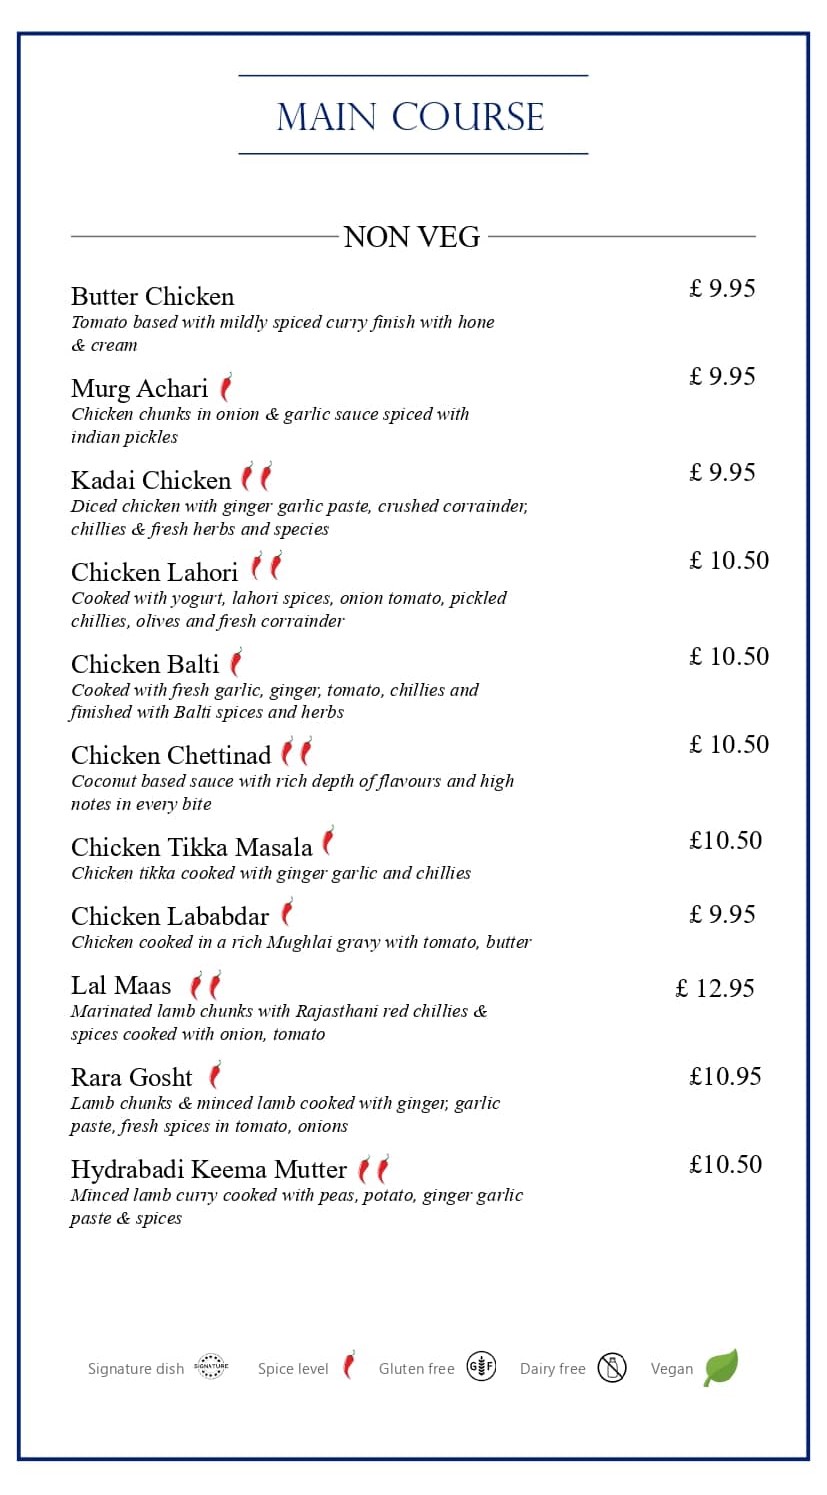 MAIN COURSE
NON VEG
Butter Chicken £ 9.95
Tomato based with mildly spiced curry finish with hone
& cream
Murg Achari £ 9.95
Chicken chunks in onion & garlic sauce spiced with
indian pickles
Kadai Chicken £ 9.95
Diced chicken with ginger garlic paste, crushed corrainder,
chillies & fresh herbs and species
Chicken Lahori £ 10.50
Cooked with yogurt, lahori spices, onion tomato, pickled
chillies, olives and fresh corrainder
Chicken Balti £ 10.50
Cooked with fresh garlic, ginger, tomato, chillies and
finished with Balti spices and herbs
Chicken Chettinad £ 10.50
Coconut based sauce with rich depth of flavours and high
notes in every bite
Chicken Tikka Masala £10.50
Chicken tikka cooked with ginger garlic and chillies
Chicken Lababdar £ 9.95
Chicken cooked in a rich Mughlai gravy with tomato, butter
Lal Maas £ 12.95
Marinated lamb chunks with Rajasthani red chillies &
spices cooked with onion, tomato
Rara Gosht £10.95
Lamb chunks & minced lamb cooked with ginger, garlic
paste, fresh spices in tomato, onions
Hydrabadi Keema Mutter £10.50
Minced lamb curry cooked with peas, potato, ginger garlic
paste & spices
Signature dish SIGNATURE Spice level Gluten free GF Dairy free Vegan